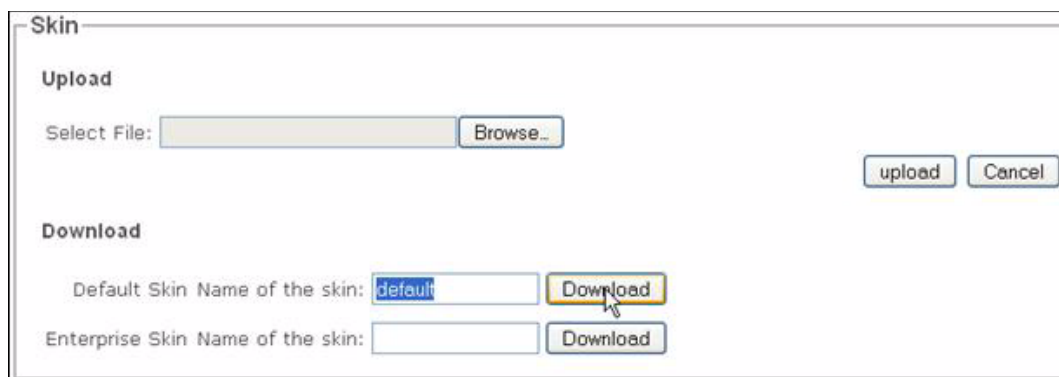 Skin
Upload
Select File: Browse...
upload Cancel
Download
Default Skin Name of the skin: default Download
Enterprise Skin Name of the skin: Download